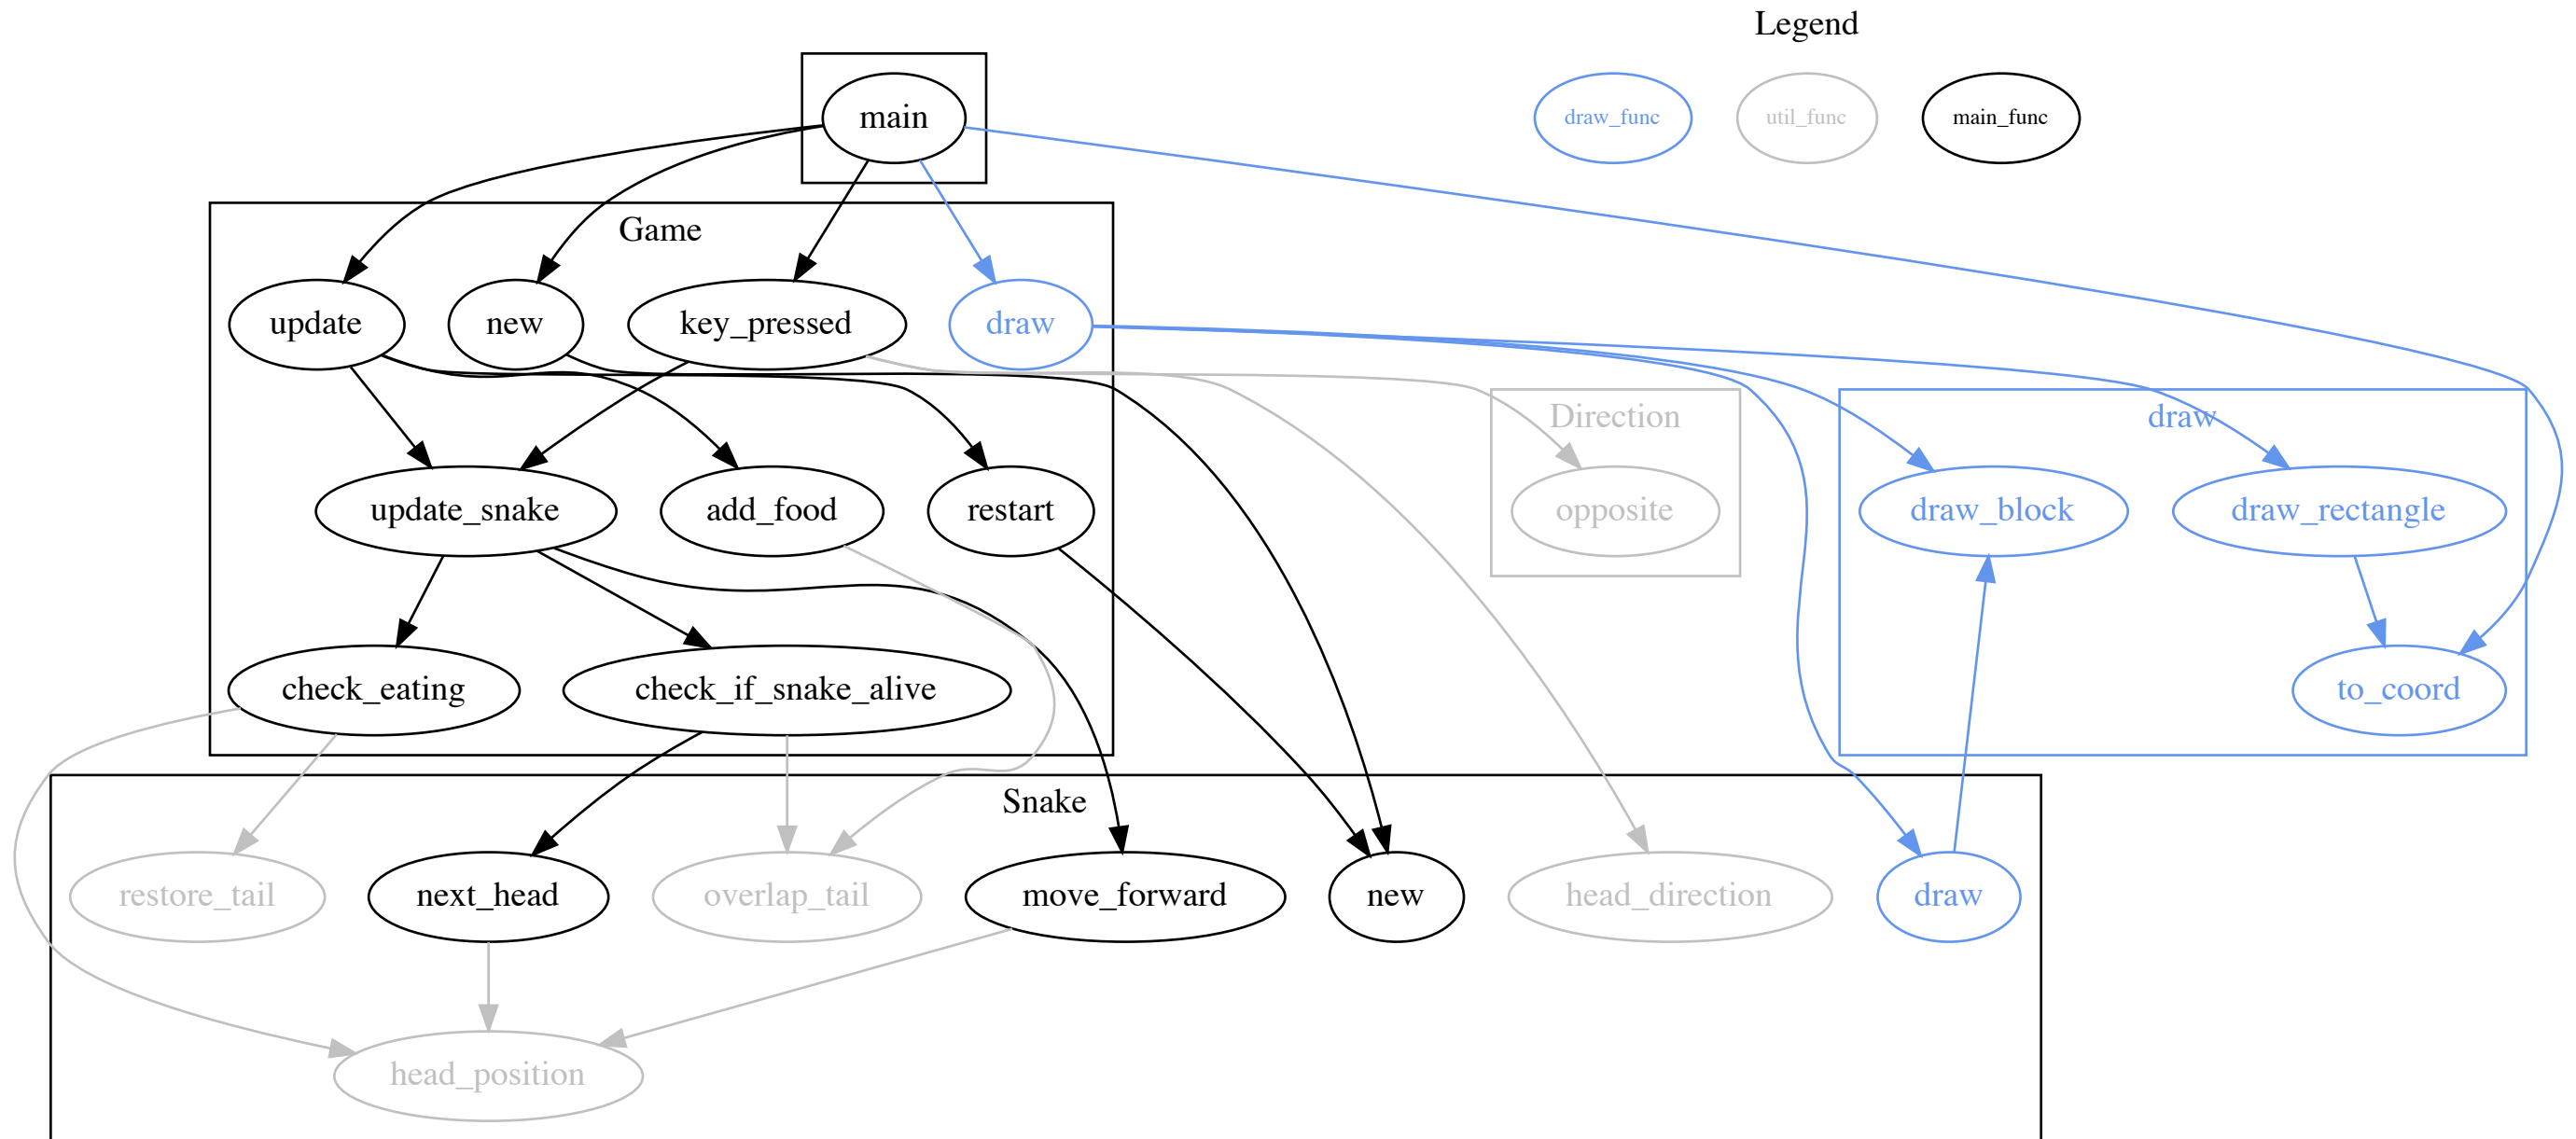 Legend
main
draw_func
util_func
main_func
Game
update
new
key_pressed
draw
Direction
draw
update_snake
add_food
restart
opposite
draw_block
draw_rectangle
check_eating
check_if_snake_alive
to_coord
Snake
restore_tail
next_head
overlap_tail
move_forward
new
head_direction
draw
head_position